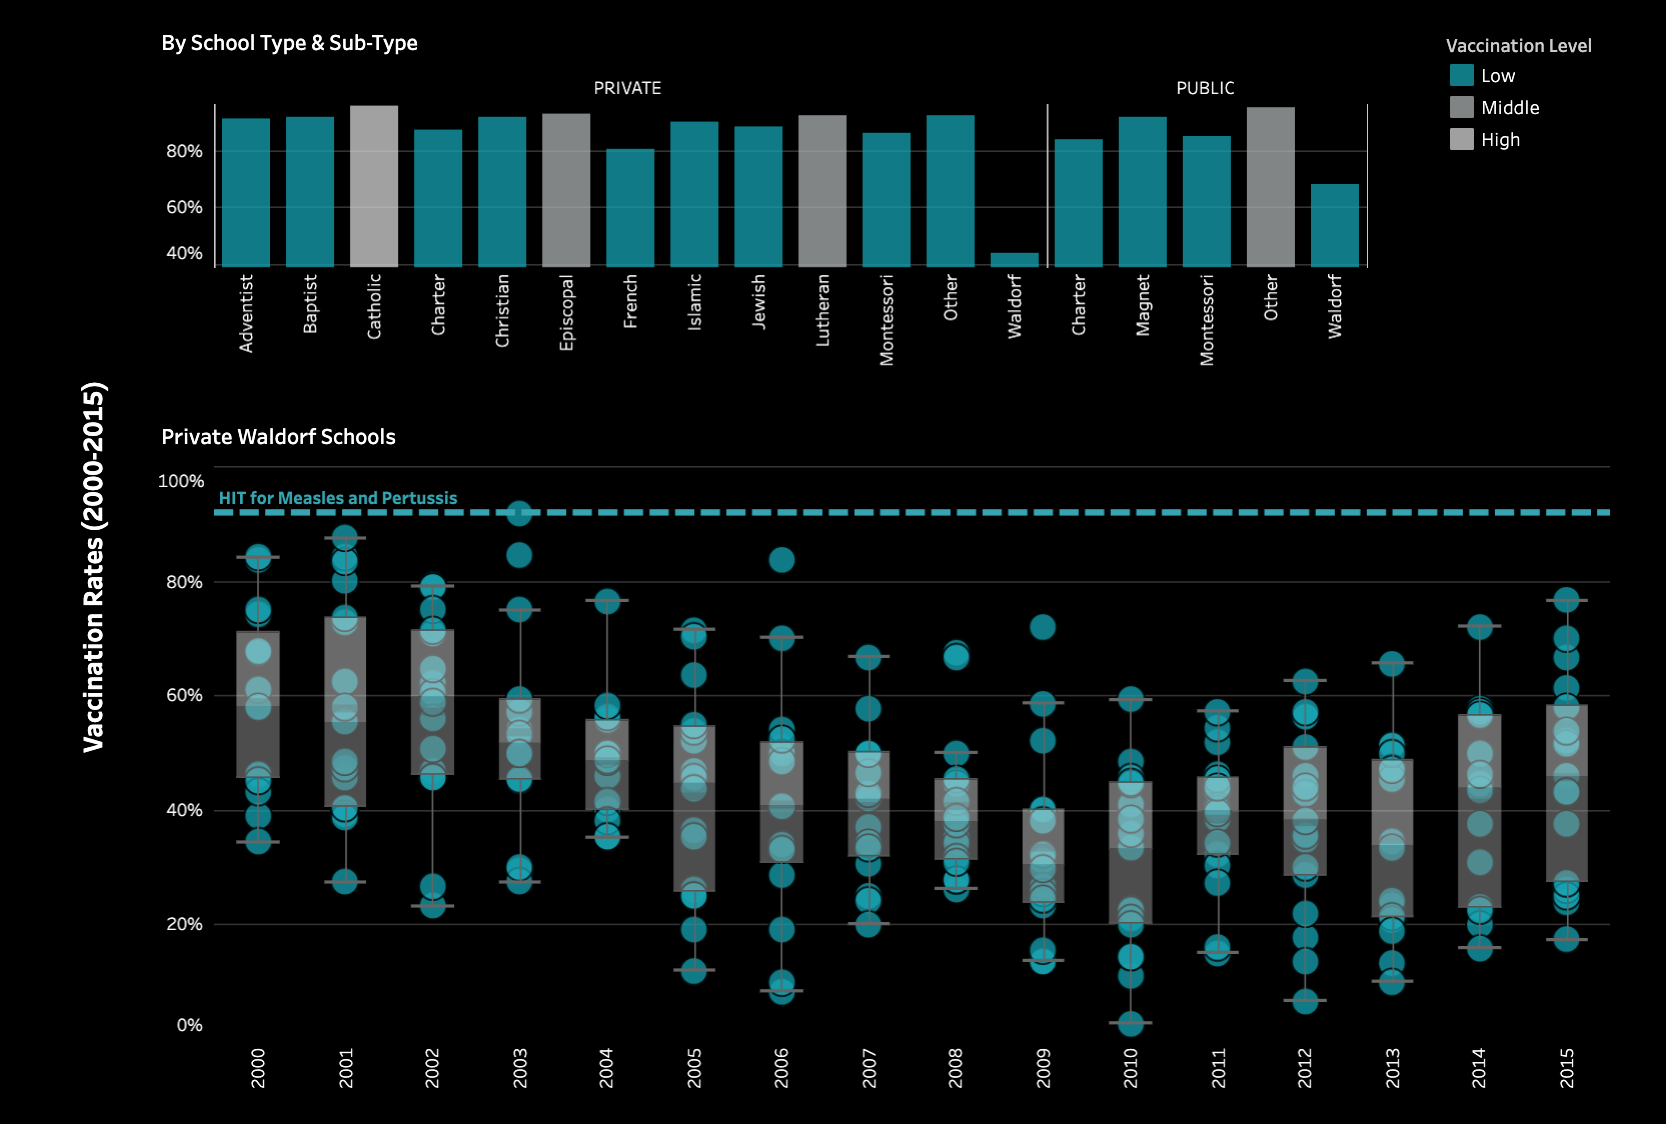 By School Type & Sub-Type
Vaccination Level
Low
Middle
High
PRIVATE
PUBLIC
80%
60%
40%
Adventist
Baptist
Catholic
Charter
Christian
Episcopal
French
Islamic
Jewish
Lutheran
Montessori
Other
Waldorf
Charter
Magnet
Montessori
Other
Waldorf
Vaccination Rates (2000-2015)
Private Waldorf Schools
100%
HIT for Measles and Pertussis
80%
60%
40%
20%
0%
2000
2001
2002
2003
2004
2005
2006
2007
2008
2009
2010
2011
2012
2013
2014
2015